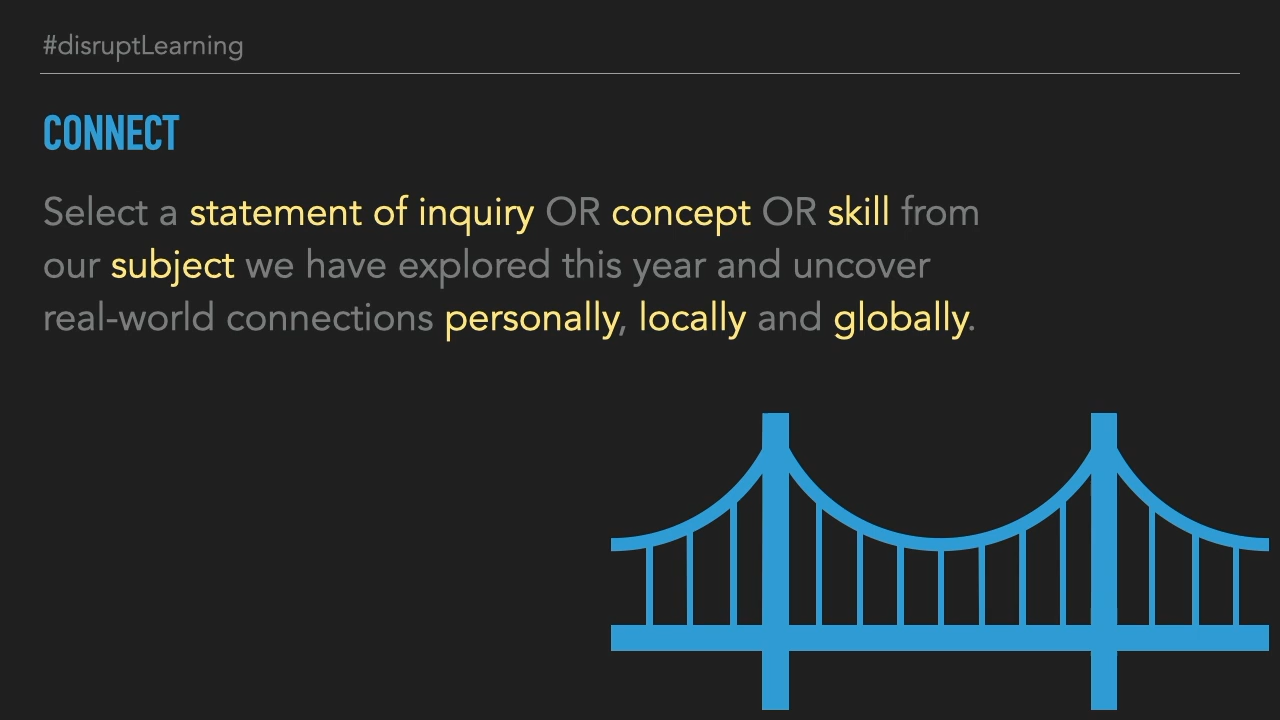 #disruptLearning
CONNECT
Select a statement of inquiry OR concept OR skill from
our subject we have explored this year and uncover
real-world connections personally, locally and globally.